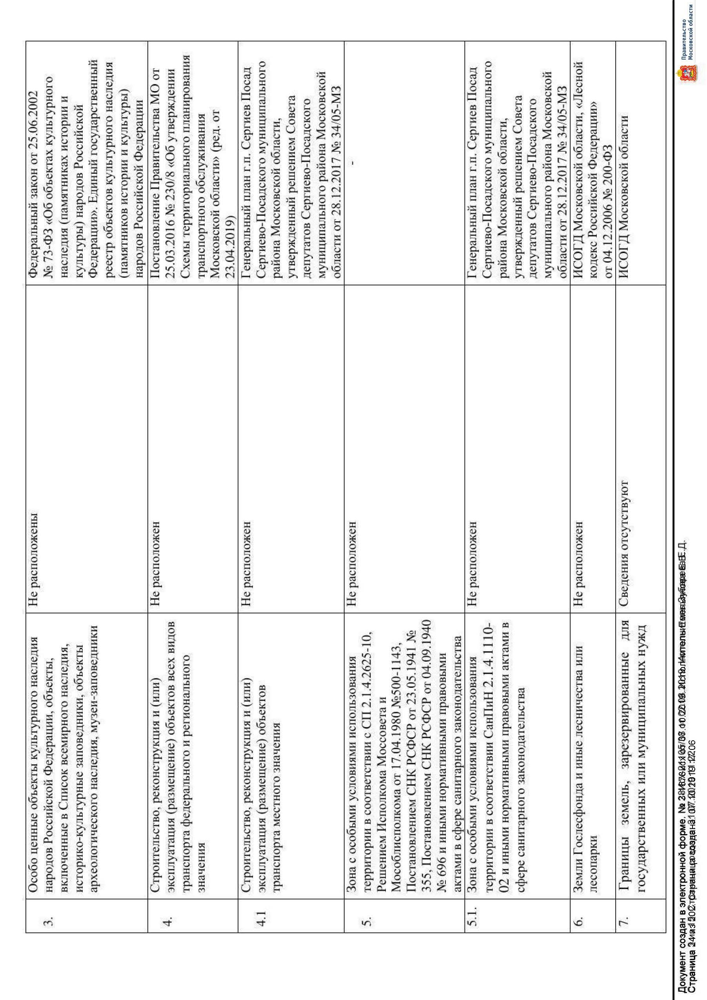 3.
Особо ценные объекты культурного наследия
народов Российской Федерации, объекты,
включенные в Список всемирного наследия,
историко-культурные заповедники, объекты
археологического наследия, музеи-заповедники
Не расположены
Федеральный закон от 25.06.2002
№ 73-ФЗ «Об объектах культурного
наследия (памятниках истории и
культуры) народов Российской
Федерации». Единый государственный
реестр объектов культурного наследия
(памятников истории и культуры)
народов Российской Федерации
4.
Строительство, реконструкция и (или)
эксплуатация (размещение) объектов всех видов
транспорта федерального и регионального
значения
Не расположен
Постановление Правительства МО от
25.03.2016 № 230/8 «Об утверждении
Схемы территориального планирования
транспортного обслуживания
Московской области» (ред. от
23.04.2019)
4.1
Строительство, реконструкция и (или)
эксплуатация (размещение) объектов
транспорта местного значения
Не расположен
Генеральный план г.п. Сергиев Посад
Сергиево-Посадского муниципального
района Московской области,
утвержденный решением Совета
депутатов Сергиево-Посадского
муниципального района Московской
области от 28.12.2017 № 34/05-МЗ
5.
Зона с особыми условиями использования
территории в соответствии с СП 2.1.4.2625-10,
Решением Исполкома Моссовета и
Мособлисполкома от 17.04.1980 №500-1143,
Постановлением СНК РСФСР от 23.05.1941 №
355, Постановлением СНК РСФСР от 04.09.1940
№ 696 и иными нормативными правовыми
актами в сфере санитарного законодательства
Не расположен
-
5.1.
Зона с особыми условиями использования
территории в соответствии СанПиН 2.1.4.1110-
02 и иными нормативными правовыми актами в
сфере санитарного законодательства
Не расположен
Генеральный план г.п. Сергиев Посад
Сергиево-Посадского муниципального
района Московской области,
утвержденный решением Совета
депутатов Сергиево-Посадского
муниципального района Московской
области от 28.12.2017 № 34/05-МЗ
6.
Земли Гослесфонда и иные лесничества или
лесопарки
Не расположен
ИСОГД Московской области, «Лесной
кодекс Российской Федерации»
от 04.12.2006 № 200-ФЗ
7.
Границы земель, зарезервированные для
государственных или муниципальных нужд
Сведения отсутствуют
ИСОГД Московской области
Документ создан в электронной форме. №
Страница
Правительство
Московской области